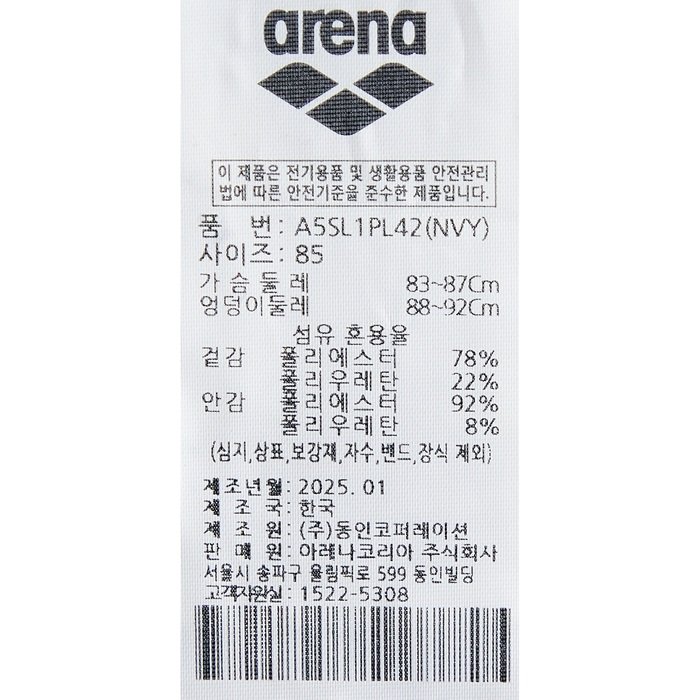 arena
이 제품은 전기용품 및 생활용품 안전관리
법에 따른 안전기준을 준수한 제품입니다.
품 번: A5SL1PL42(NVY)
사이즈: 85
가슴둘레 83~87Cm
엉덩이둘레 88~92Cm
섬유 혼용율
겉감 폴리에스터 78%
폴리우레탄 22%
안감 폴리에스터 92%
폴리우레탄 8%
(심지,상표,보강재,자수,밴드,장식 제외)
제조년월: 2025. 01
제 조 국: 한국
제 조 원: (주)동인코퍼레이션
판 매 원: 아레나코리아 주식회사
서울시 송파구 올림픽로 599 동인빌딩
고객지원실: 1522-5308